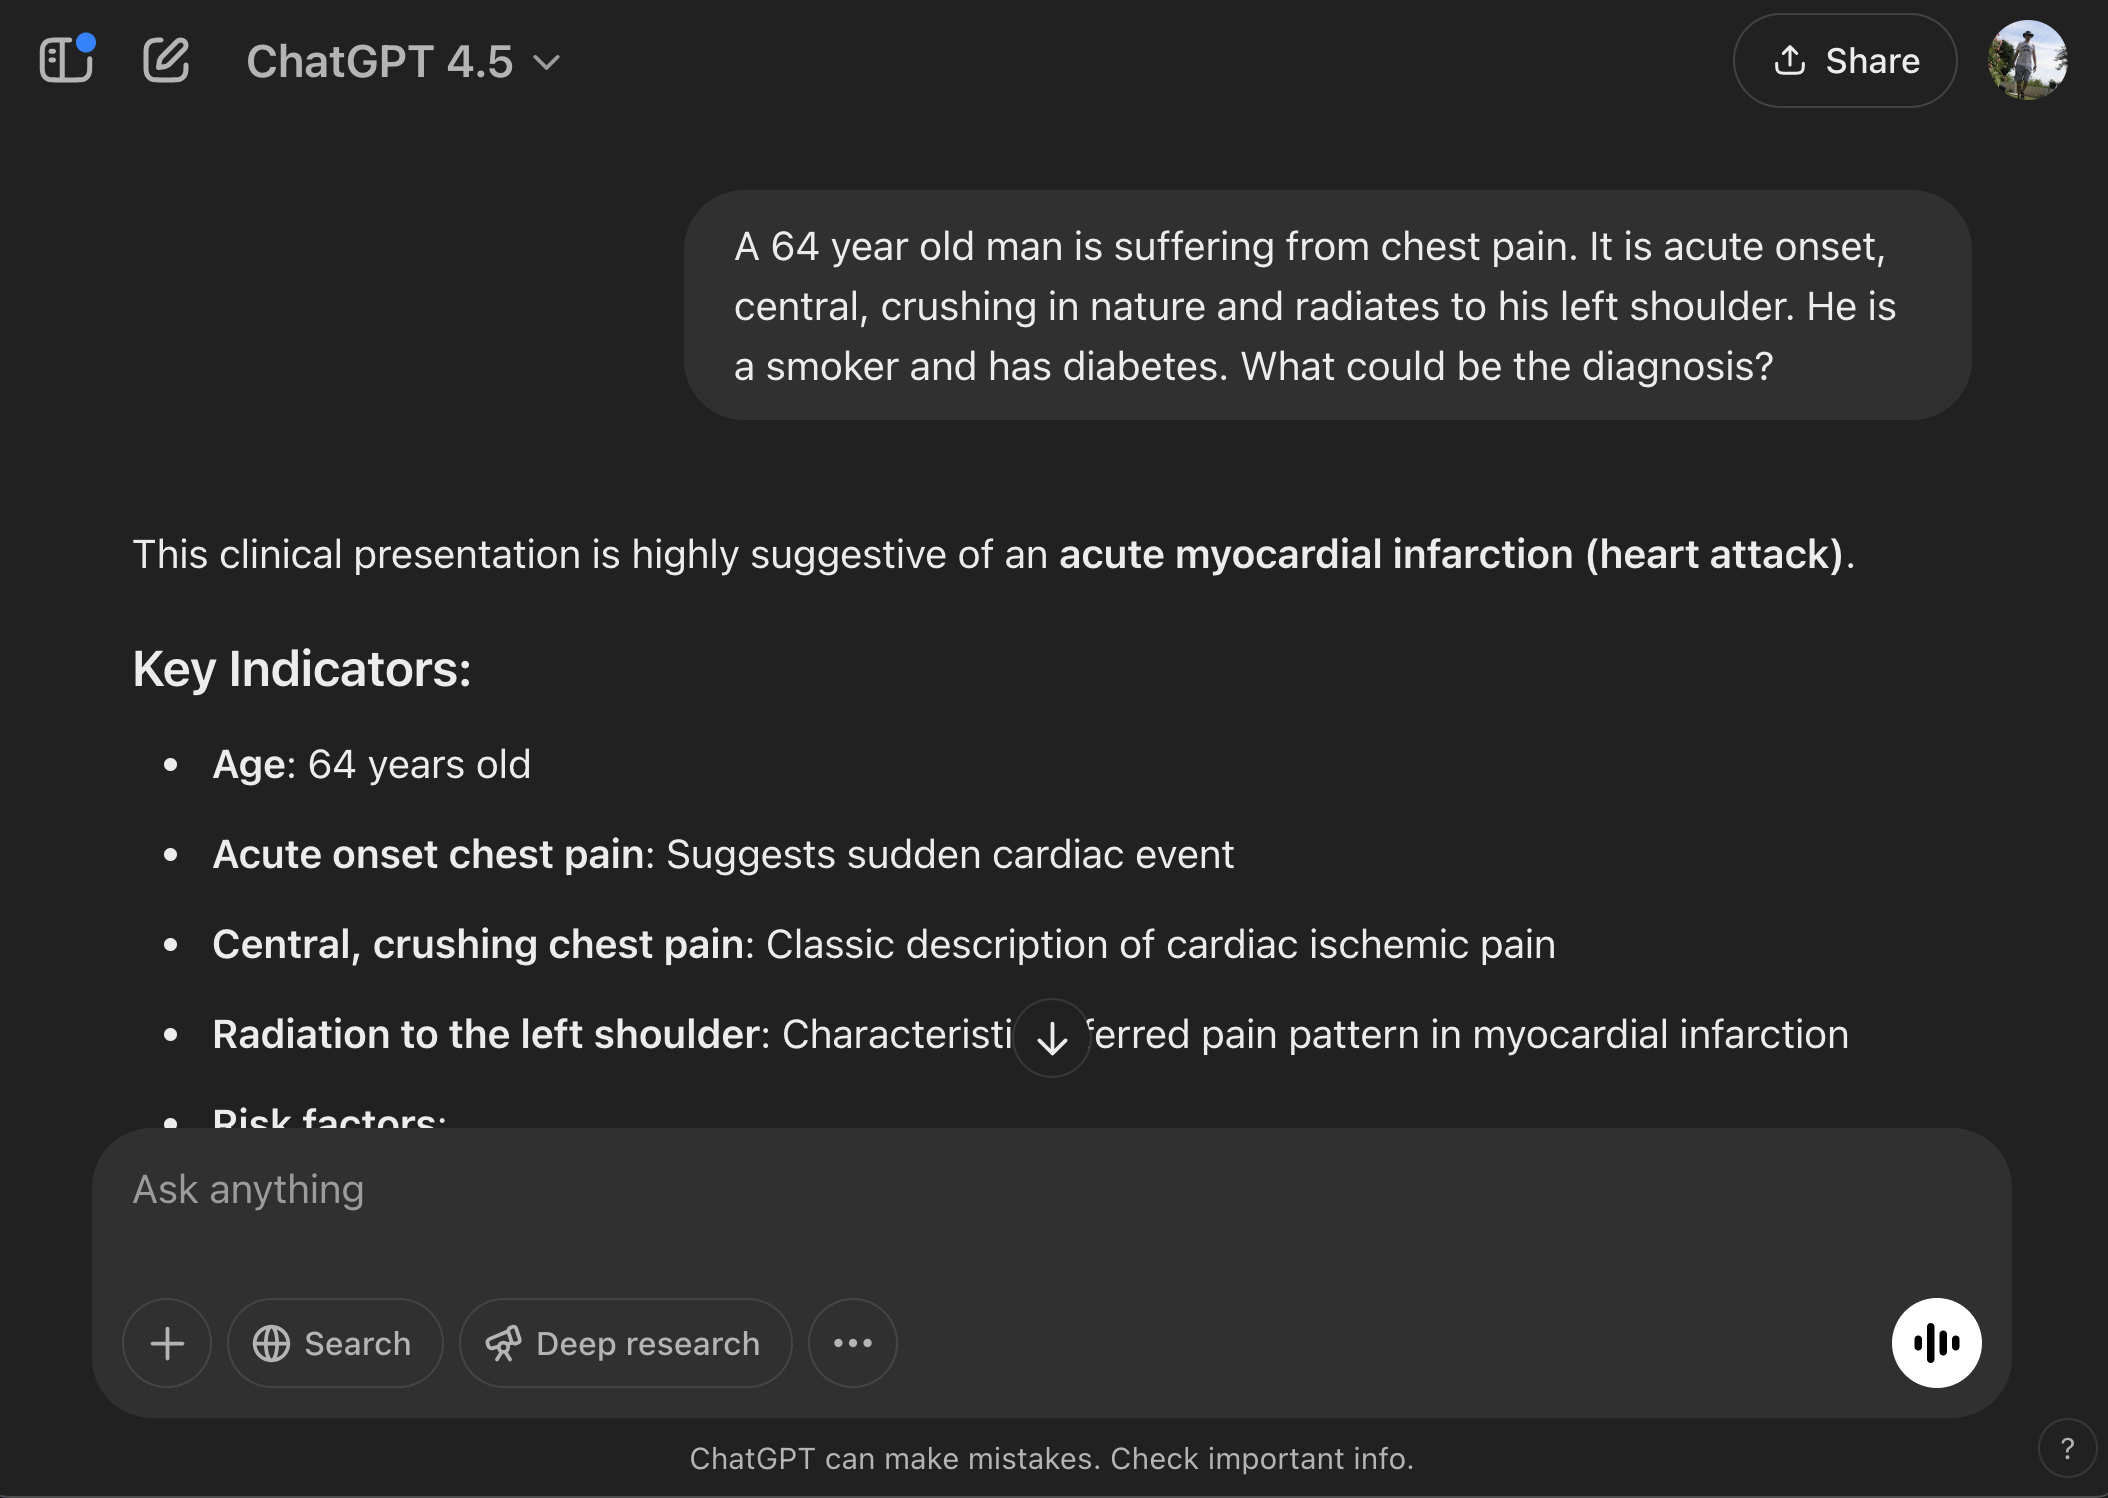 ChatGPT 4.5
Share
A 64 year old man is suffering from chest pain. It is acute onset,
central, crushing in nature and radiates to his left shoulder. He is
a smoker and has diabetes. What could be the diagnosis?
This clinical presentation is highly suggestive of an acute myocardial infarction (heart attack).
Key Indicators:
• Age: 64 years old
• Acute onset chest pain: Suggests sudden cardiac event
• Central, crushing chest pain: Classic description of cardiac ischemic pain
• Radiation to the left shoulder: Characteristi ferred pain pattern in myocardial infarction
• Risk factors:
Ask anything
Search
Deep research
ChatGPT can make mistakes. Check important info.
?